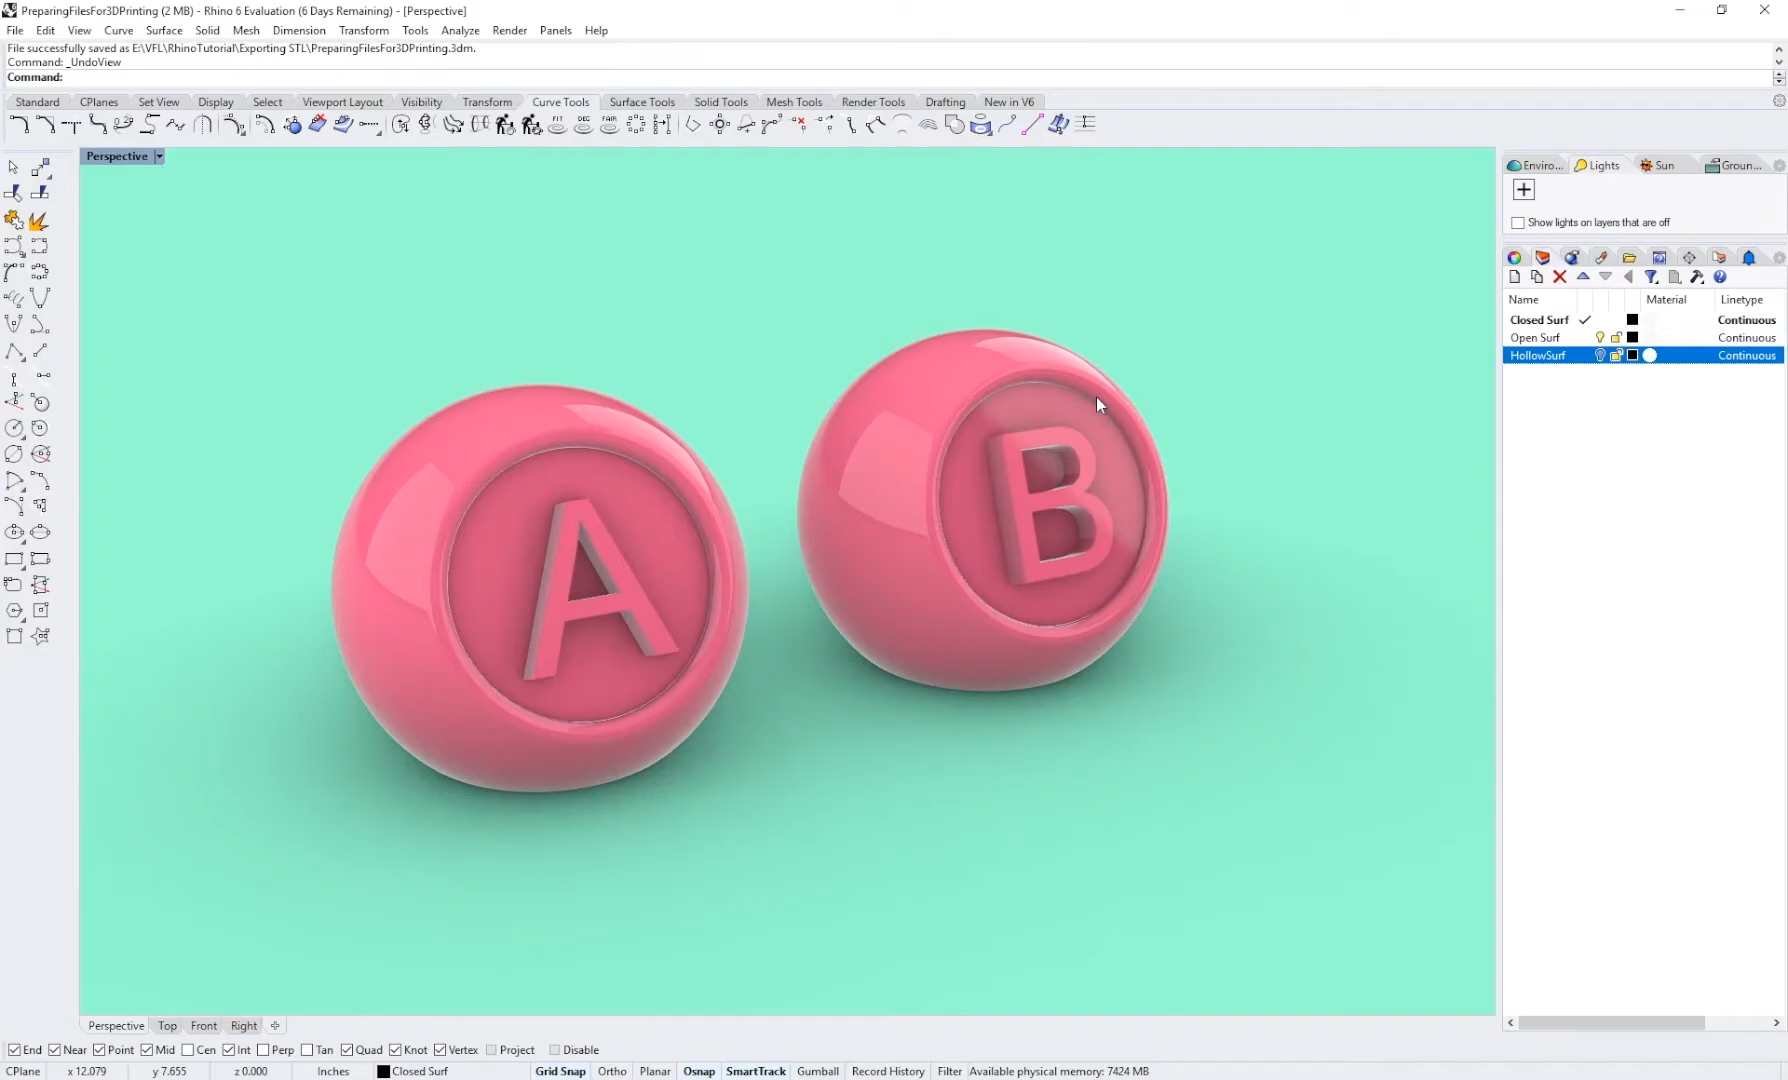 PreparingFilesFor3DPrinting (2 MB) - Rhino 6 Evaluation (6 Days Remaining) - [Perspective]
File Edit View Curve Surface Solid Mesh Dimension Transform Tools Analyze Render Panels Help
File successfully saved as E:\VFL\RhinoTutorial\Exporting STL\PreparingFilesFor3DPrinting.3dm.
Command: _UndoView
Command:
Standard CPlanes Set View Display Select Viewport Layout Visibility Transform Curve Tools Surface Tools Solid Tools Mesh Tools Render Tools Drafting New in V6
FIT DEG FAIR
Perspective
Enviro... Lights Sun Groun...
Show lights on layers that are off
Name Material Linetype
Closed Surf Continuous
Open Surf Continuous
HollowSurf Continuous
A B
Perspective Top Front Right
End Near Point Mid Cen Int Perp Tan Quad Knot Vertex Project Disable
CPlane x 12.079 y 7.655 z 0.000 Inches Closed Surf Grid Snap Ortho Planar Osnap SmartTrack Gumball Record History Filter Available physical memory: 7424 MB